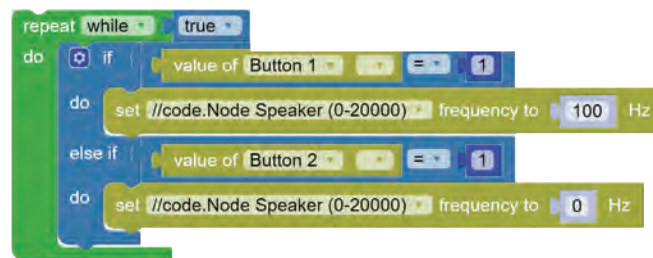 repeat while true
do if value of Button 1 = 1
do set //code.Node Speaker (0-20000) frequency to 100 Hz
else if value of Button 2 = 1
do set //code.Node Speaker (0-20000) frequency to 0 Hz